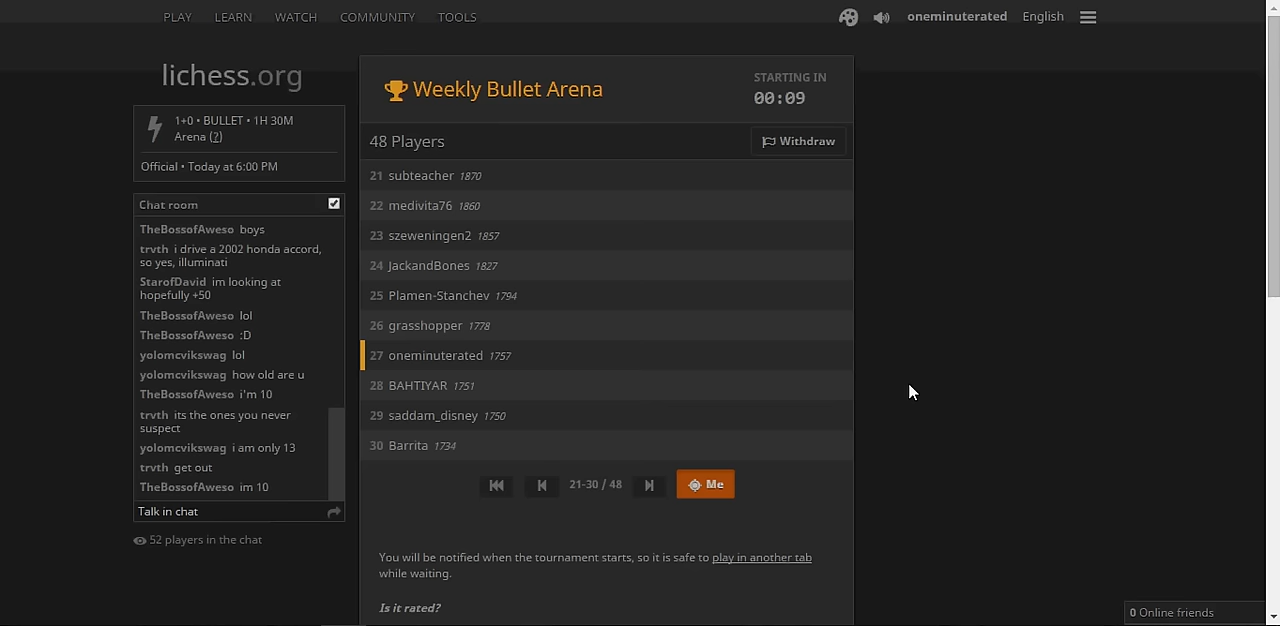 PLAY LEARN WATCH COMMUNITY TOOLS oneminuterated English
lichess.org
1+0 • BULLET • 1H 30M
Arena (?)
Official • Today at 6:00 PM
Chat room
TheBossofAweso boys
trvth i drive a 2002 honda accord,
so yes, illuminati
StarofDavid im looking at
hopefully +50
TheBossofAweso lol
TheBossofAweso :D
yolomcvikswag lol
yolomcvikswag how old are u
TheBossofAweso i'm 10
trvth its the ones you never
suspect
yolomcvikswag i am only 13
trvth get out
TheBossofAweso im 10
Talk in chat
52 players in the chat
Weekly Bullet Arena
STARTING IN
00:09
48 Players
Withdraw
21 subteacher 1870
22 medivita76 1860
23 szeweningen2 1857
24 JackandBones 1827
25 Plamen-Stanchev 1794
26 grasshopper 1778
27 oneminuterated 1757
28 BAHTIYAR 1751
29 saddam_disney 1750
30 Barrita 1734
21-30 / 48
Me
You will be notified when the tournament starts, so it is safe to play in another tab
while waiting.
Is it rated?
0 Online friends